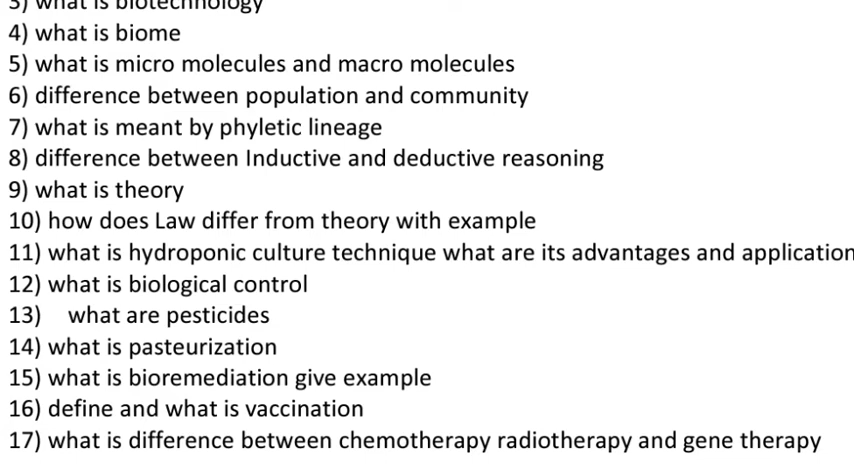 3) what is biotechnology
4) what is biome
5) what is micro molecules and macro molecules
6) difference between population and community
7) what is meant by phyletic lineage
8) difference between Inductive and deductive reasoning
9) what is theory
10) how does Law differ from theory with example
11) what is hydroponic culture technique what are its advantages and application
12) what is biological control
13) what are pesticides
14) what is pasteurization
15) what is bioremediation give example
16) define and what is vaccination
17) what is difference between chemotherapy radiotherapy and gene therapy